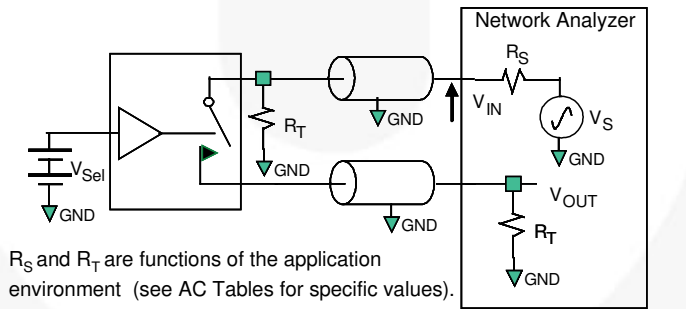 Network Analyzer
R_S
R_T
GND
V_IN
V_S
GND
V_Sel
GND
GND
V_OUT
GND
GND
R_T
GND
R_S and R_T are functions of the application
environment (see AC Tables for specific values).